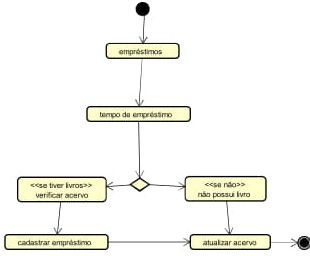 empréstimos
tempo de empréstimo
<<se tiver livros>>
verificar acervo
<<se não>>
não possui livro
cadastrar empréstimo
atualizar acervo